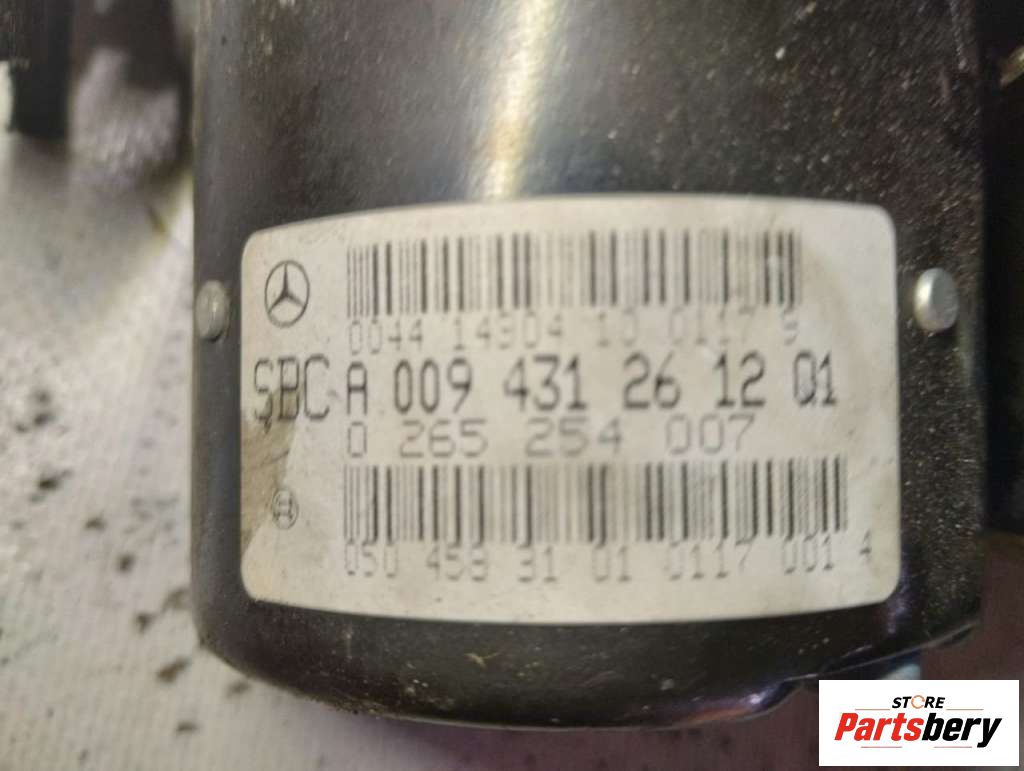 0044 14304 10 0117 9
SBC A 009 431 26 12 Q1
0 265 254 007
050 458 31 01 0117 001 4
STORE
Partsbery